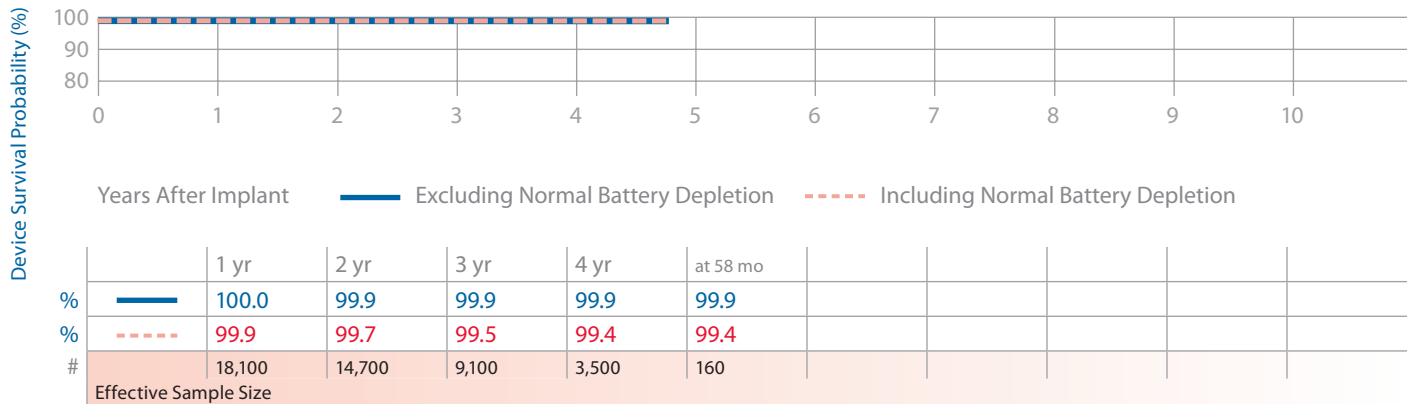 Device Survival Probability (%)
100
90
80
0 1 2 3 4 5 6 7 8 9 10
Years After Implant Excluding Normal Battery Depletion Including Normal Battery Depletion
1 yr 2 yr 3 yr 4 yr at 58 mo
% 100.0 99.9 99.9 99.9 99.9
% 99.9 99.7 99.5 99.4 99.4
# 18,100 14,700 9,100 3,500 160
Effective Sample Size